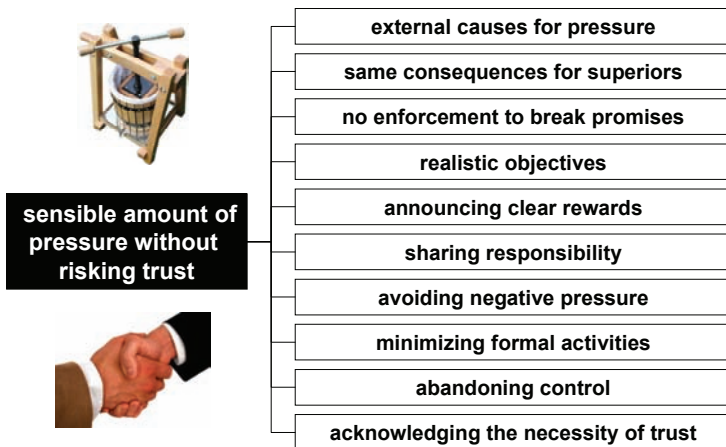 sensible amount of
pressure without
risking trust
external causes for pressure
same consequences for superiors
no enforcement to break promises
realistic objectives
announcing clear rewards
sharing responsibility
avoiding negative pressure
minimizing formal activities
abandoning control
acknowledging the necessity of trust